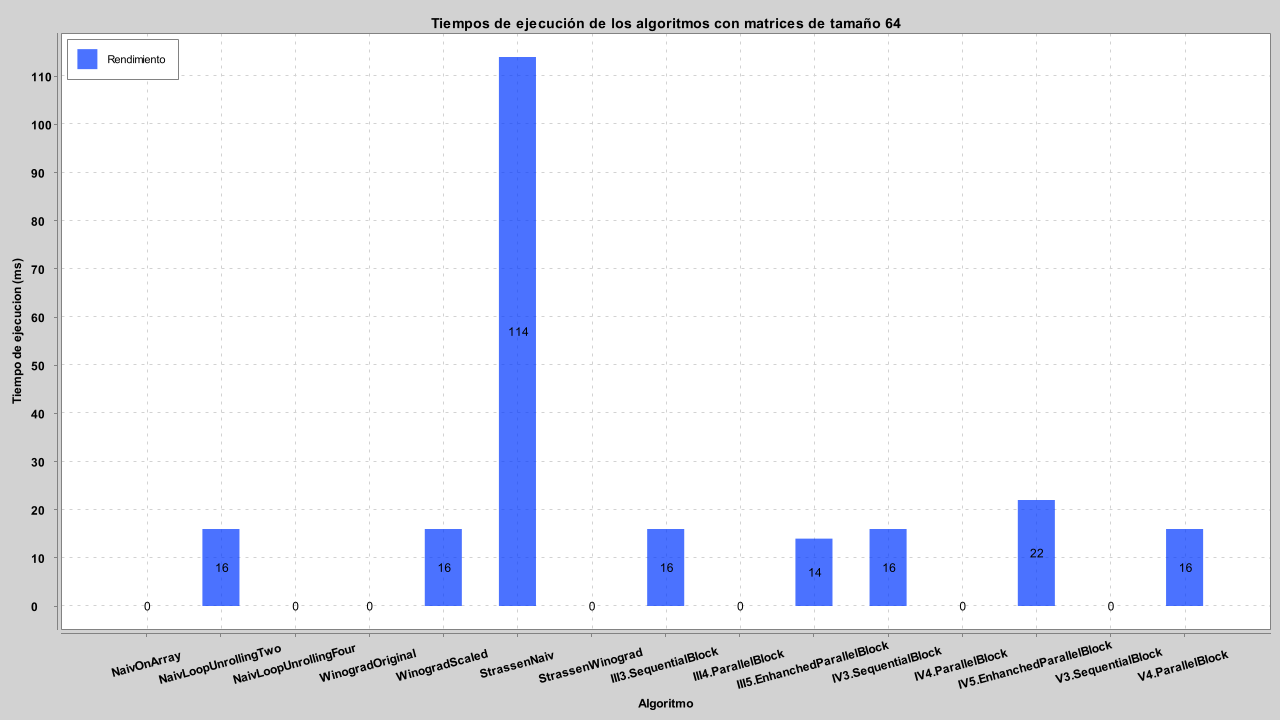 Tiempos de ejecución de los algoritmos con matrices de tamaño 64
Rendimiento
Tiempo de ejecucion (ms)
110
100
90
80
70
60
50
40
30
20
10
0
0
16
0
0
16
114
0
16
0
14
16
0
22
0
16
NaivOnArray
NaivLoopUnrollingTwo
NaivLoopUnrollingFour
WinogradOriginal
WinogradScaled
StrassenNaiv
StrassenWinograd
III3.SequentialBlock
III4.ParallelBlock
III5.EnhanchedParallelBlock
IV3.SequentialBlock
IV4.ParallelBlock
IV5.EnhanchedParallelBlock
V3.SequentialBlock
V4.ParallelBlock
Algoritmo